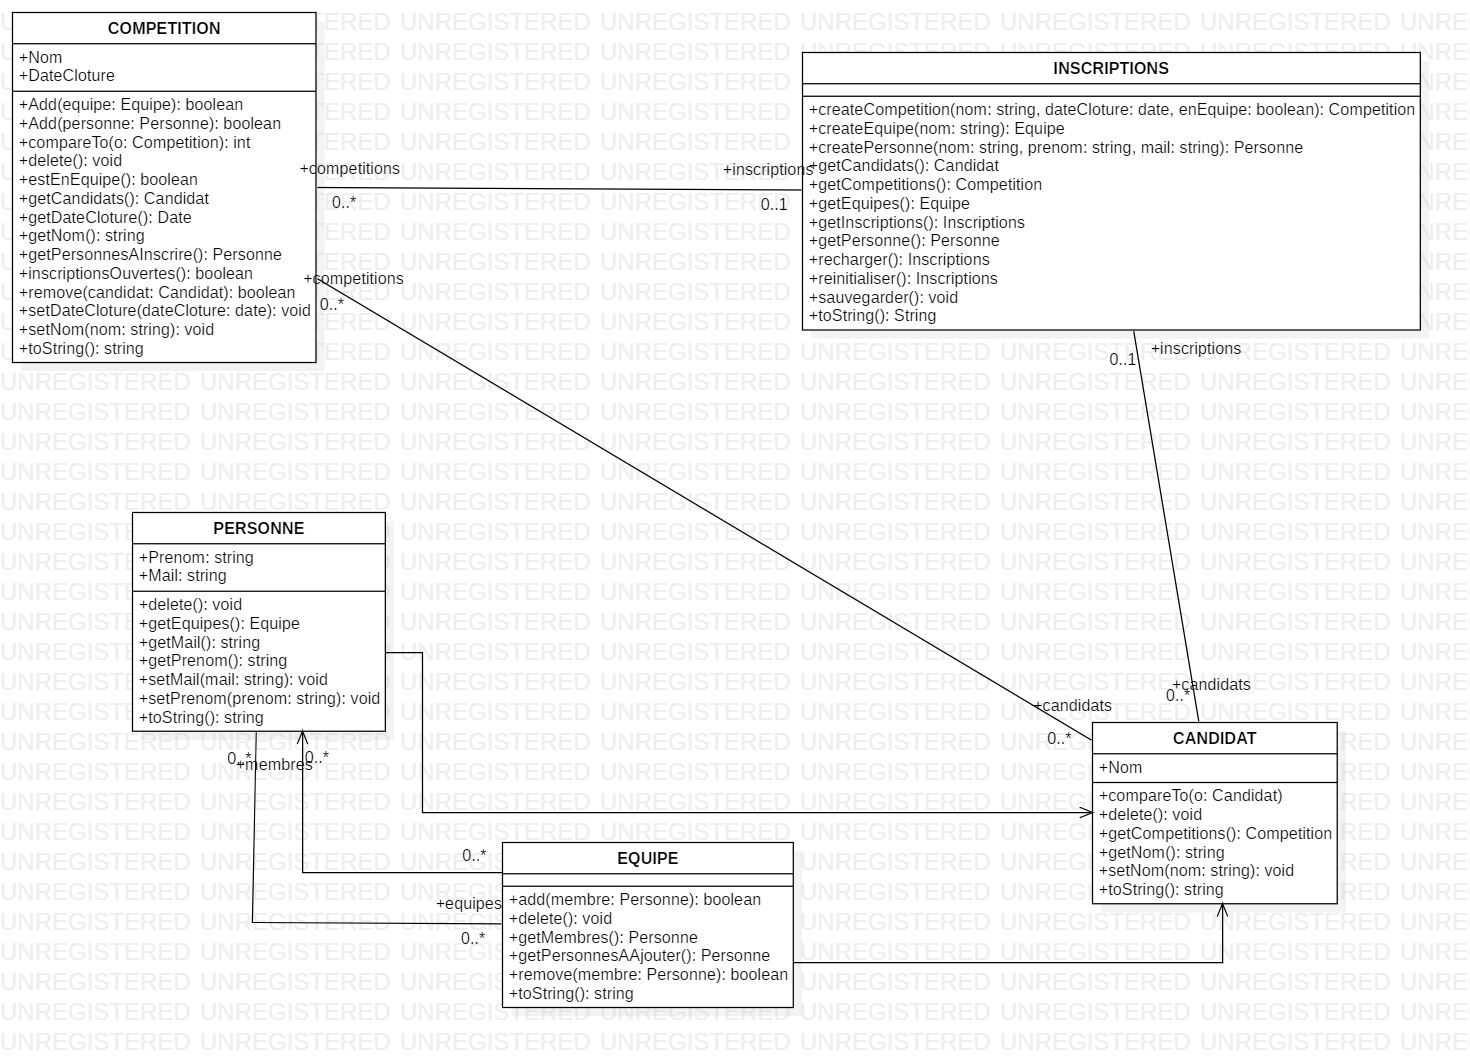 COMPETITION
+Nom
+DateCloture
+Add(equipe: Equipe): boolean
+Add(personne: Personne): boolean
+compareTo(o: Competition): int
+delete(): void
+estEnEquipe(): boolean
+getCandidats(): Candidat
+getDateCloture(): Date
+getNom(): string
+getPersonnesAInscrire(): Personne
+inscriptionsOuvertes(): boolean
+remove(candidat: Candidat): boolean
+setDateCloture(dateCloture: date): void
+setNom(nom: string): void
+toString(): string
+competitions
0..*
+inscriptions
0..1
+competitions
0..*
INSCRIPTIONS
+createCompetition(nom: string, dateCloture: date, enEquipe: boolean): Competition
+createEquipe(nom: string): Equipe
+createPersonne(nom: string, prenom: string, mail: string): Personne
+getCandidats(): Candidat
+getCompetitions(): Competition
+getEquipes(): Equipe
+getInscriptions(): Inscriptions
+getPersonne(): Personne
+recharger(): Inscriptions
+reinitialiser(): Inscriptions
+sauvegarder(): void
+toString(): String
+inscriptions
0..1
PERSONNE
+Prenom: string
+Mail: string
+delete(): void
+getEquipes(): Equipe
+getMail(): string
+getPrenom(): string
+setMail(mail: string): void
+setPrenom(prenom: string): void
+toString(): string
0..*
+membres
0..*
+candidats
0..*
+candidats
0..*
CANDIDAT
+Nom
+compareTo(o: Candidat)
+delete(): void
+getCompetitions(): Competition
+getNom(): string
+setNom(nom: string): void
+toString(): string
0..*
+equipes
0..*
EQUIPE
+add(membre: Personne): boolean
+delete(): void
+getMembres(): Personne
+getPersonnesAAjouter(): Personne
+remove(membre: Personne): boolean
+toString(): string
UNREGISTERED